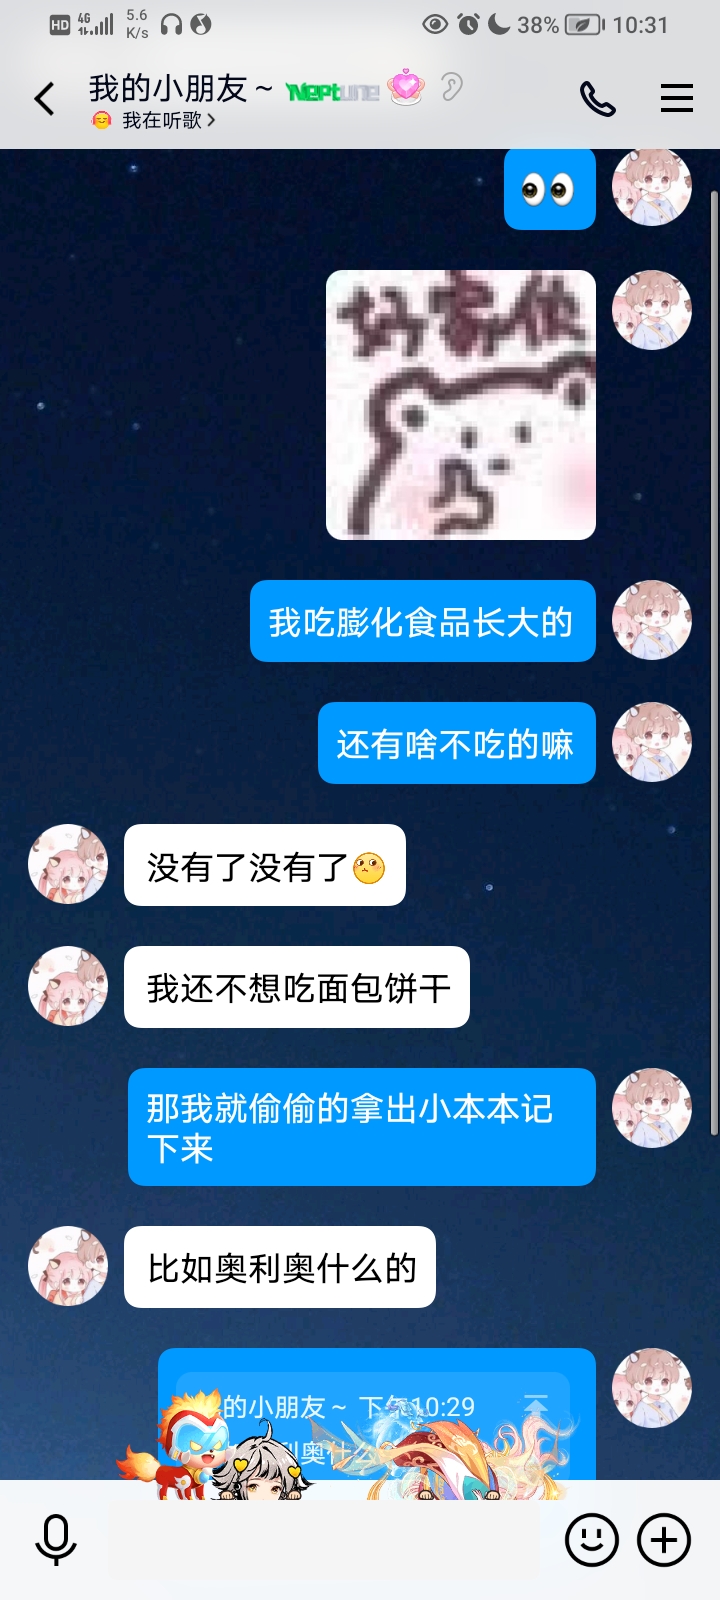 HD 4G 5.6 K/s 38% 10:31
我的小朋友~ Neptune
我在听歌>
好家伙
我吃膨化食品长大的
还有啥不吃的嘛
没有了没有了
我还不想吃面包饼干
那我就偷偷的拿出小本本记
下来
比如奥利奥什么的
的小朋友~ 下午10:29
利奥什么